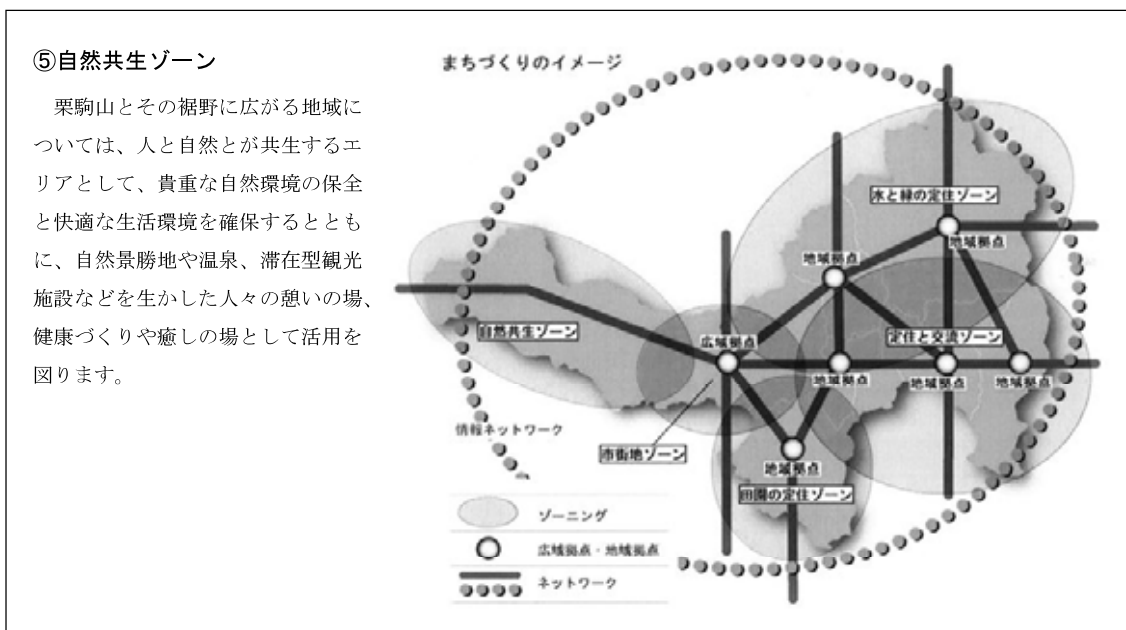 ⑤自然共生ゾーン
栗駒山とその裾野に広がる地域に
ついては、人と自然とが共生するエ
リアとして、貴重な自然環境の保全
と快適な生活環境を確保するととも
に、自然景勝地や温泉、滞在型観光
施設などを生かした人々の憩いの場、
健康づくりや癒しの場として活用を
図ります。
まちづくりのイメージ
水と緑の定住ゾーン
地域拠点
地域拠点
自然共生ゾーン
広域拠点
定住と交流ゾーン
地域拠点
地域拠点
地域拠点
情報ネットワーク
市街地ゾーン
地域拠点
田園の定住ゾーン
ゾーニング
広域拠点・地域拠点
ネットワーク